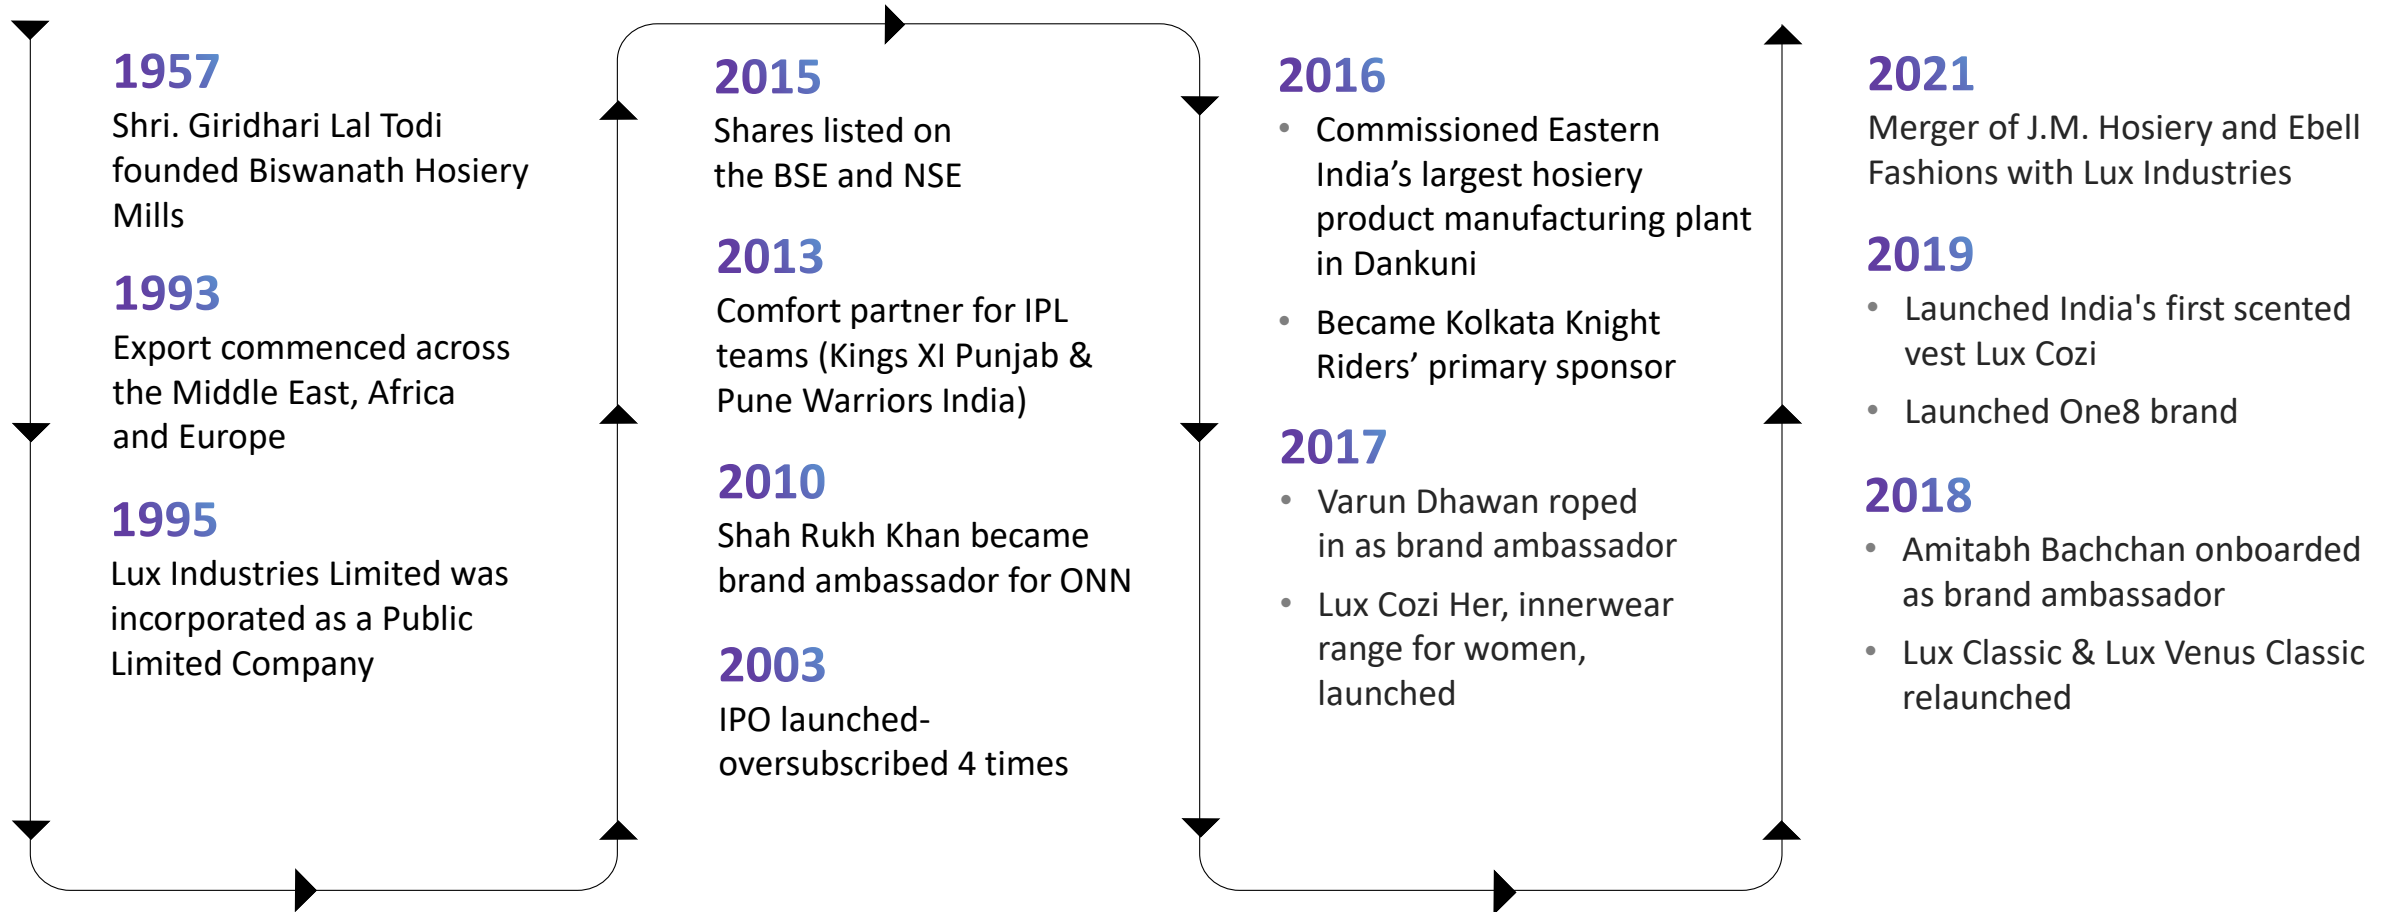 1957
Shri. Giridhari Lal Todi
founded Biswanath Hosiery
Mills
1993
Export commenced across
the Middle East, Africa
and Europe
1995
Lux Industries Limited was
incorporated as a Public
Limited Company
2015
Shares listed on
the BSE and NSE
2013
Comfort partner for IPL
teams (Kings XI Punjab &
Pune Warriors India)
2010
Shah Rukh Khan became
brand ambassador for ONN
2003
IPO launched-
oversubscribed 4 times
2016
• Commissioned Eastern
India’s largest hosiery
product manufacturing plant
in Dankuni
• Became Kolkata Knight
Riders’ primary sponsor
2017
• Varun Dhawan roped
in as brand ambassador
• Lux Cozi Her, innerwear
range for women,
launched
2021
Merger of J.M. Hosiery and Ebell
Fashions with Lux Industries
2019
• Launched India's first scented
vest Lux Cozi
• Launched One8 brand
2018
• Amitabh Bachchan onboarded
as brand ambassador
• Lux Classic & Lux Venus Classic
relaunched